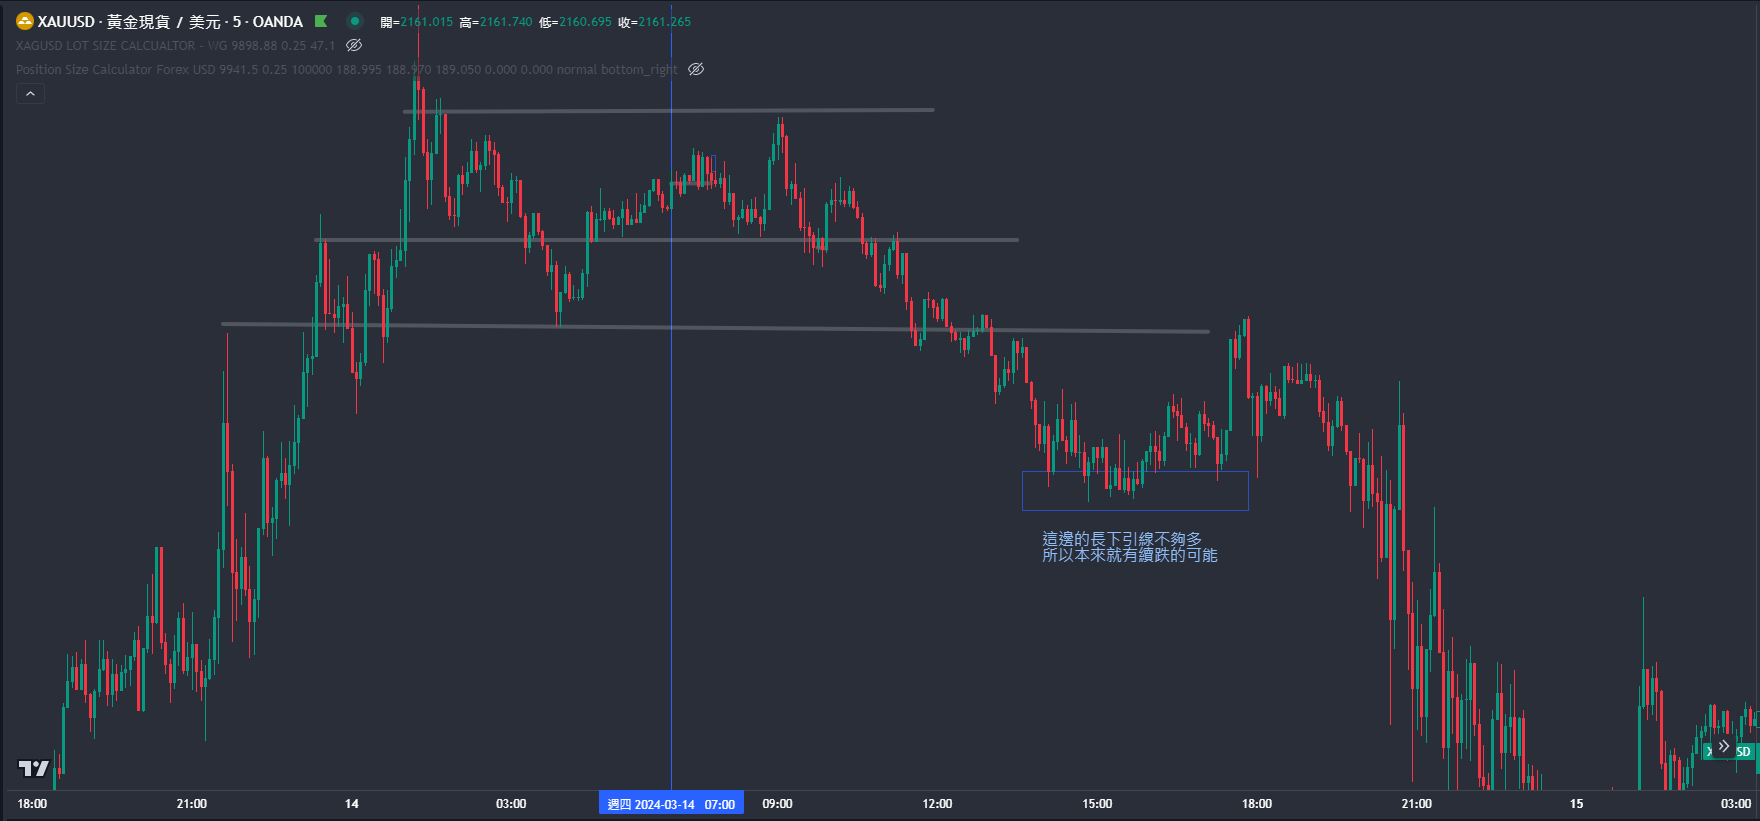 XAUUSD · 黃金現貨 / 美元 · 5 · OANDA 開=2161.015 高=2161.740 低=2160.695 收=2161.265
XAGUSD LOT SIZE CALCUALTOR - WG 9898.88 0.25 47.1
Position Size Calculator Forex USD 9941.5 0.25 100000 188.995 188.970 189.050 0.000 0.000 normal bottom_right
這邊的長下引線不夠多
所以本來就有續跌的可能
SD
18:00 21:00 14 03:00 週四 2024-03-14 07:00 09:00 12:00 15:00 18:00 21:00 15 03:00